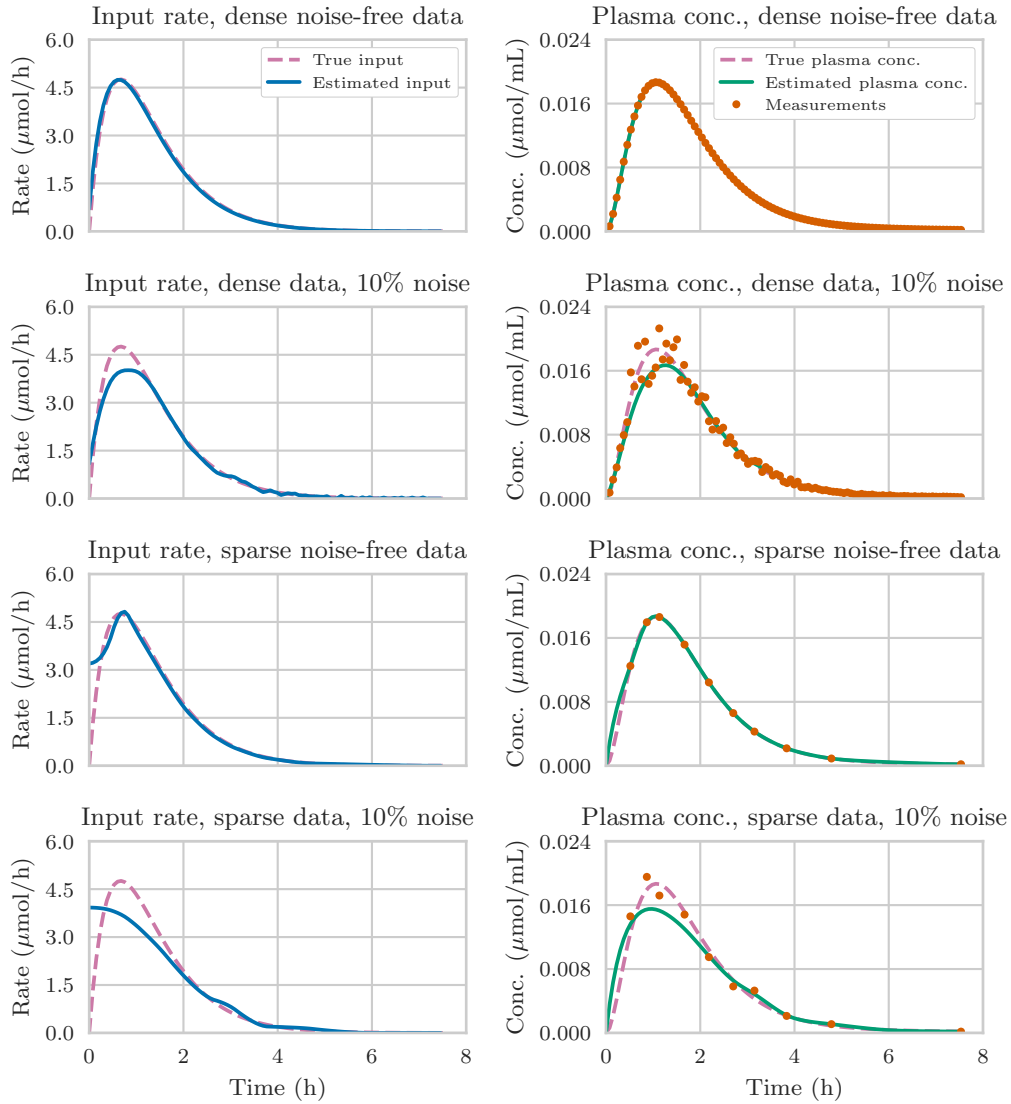 Input rate, dense noise-free data
Plasma conc., dense noise-free data
6.0
4.5
3.0
1.5
0.0
Rate (μmol/h)
True input
Estimated input
0.024
0.016
0.008
0.000
Conc. (μmol/mL)
True plasma conc.
Estimated plasma conc.
Measurements
Input rate, dense data, 10% noise
Plasma conc., dense data, 10% noise
6.0
4.5
3.0
1.5
0.0
Rate (μmol/h)
0.024
0.016
0.008
0.000
Conc. (μmol/mL)
Input rate, sparse noise-free data
Plasma conc., sparse noise-free data
6.0
4.5
3.0
1.5
0.0
Rate (μmol/h)
0.024
0.016
0.008
0.000
Conc. (μmol/mL)
Input rate, sparse data, 10% noise
Plasma conc., sparse data, 10% noise
6.0
4.5
3.0
1.5
0.0
Rate (μmol/h)
0 2 4 6 8
Time (h)
0.024
0.016
0.008
0.000
Conc. (μmol/mL)
0 2 4 6 8
Time (h)